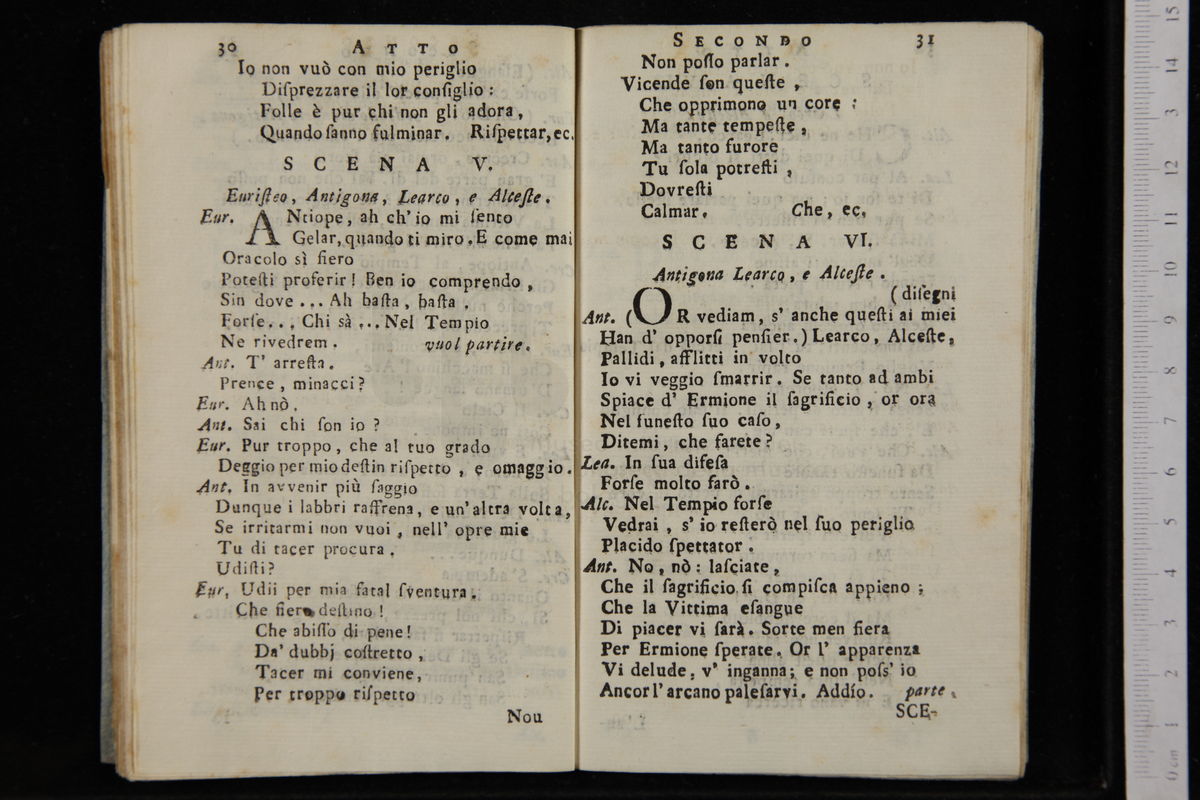 30 ATTO
Io non vuò con mio periglio
Diſprezzare il lor conſiglio :
Folle è pur chi non gli adora,
Quando ſanno fulminar. Riſpettar, ec.
SCENA V.
Euriſteo, Antigona, Learco, e Alceſte.
Eur. ANtiope, ah ch' io mi ſento
Gelar, quando ti miro. E come mai
Oracolo sì fiero
Poteſti proferir! Ben io comprendo,
Sin dove ... Ah baſta, baſta.
Forſe... Chi sà ... Nel Tempio
Ne rivedrem. vuol partire.
Ant. T' arreſta.
Prence, minacci?
Eur. Ah nò.
Ant. Sai chi ſon io ?
Eur. Pur troppo, che al tuo grado
Deggio per mio deſtin riſpetto, e omaggio.
Ant. In avvenir più ſaggio
Dunque i labbri raffrena, e un' altra volta,
Se irritarmi non vuoi, nell' opre mie
Tu di tacer procura.
Udiſti?
Eur. Udii per mia fatal ſventura.
Che fiero deſtino !
Che abiſſo di pene!
Da' dubbj coſtretto,
Tacer mi conviene,
Per troppo riſpetto
Non
SECONDO 31
Non poſſo parlar.
Vicende ſon queſte,
Che opprimono un core :
Ma tante tempeſte,
Ma tanto furore
Tu ſola potreſti,
Dovreſti
Calmar. Che, ec.
SCENA VI.
Antigona Learco, e Alceſte.
( diſegni
Ant. ( OR vediam, s' anche queſti ai miei
Han d' opporſi penſier.) Learco, Alceſte,
Pallidi, afflitti in volto
Io vi veggio ſmarrir. Se tanto ad ambi
Spiace d' Ermione il ſagrificio, or ora
Nel funeſto ſuo caſo,
Ditemi, che farete?
Lea. In ſua difeſa
Forſe molto farò.
Alc. Nel Tempio forſe
Vedrai, s' io reſterò nel ſuo periglio
Placido ſpettator.
Ant. No, nò: laſciate,
Che il ſagrificio ſi compiſca appieno ;
Che la Vittima eſangue
Di piacer vi ſarà. Sorte men fiera
Per Ermione ſperate. Or l' apparenza
Vi delude, v' inganna; e non poſs' io
Ancor l' arcano paleſarvi. Addío. parte.
SCE-